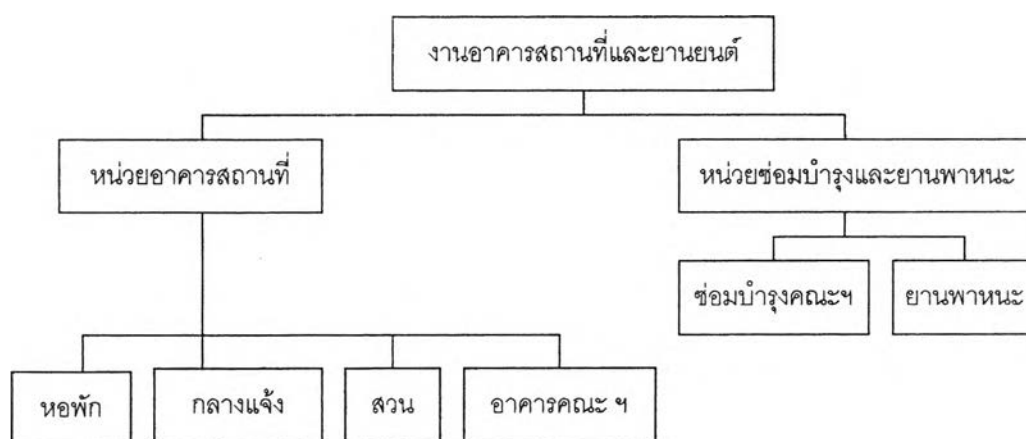 งานอาคารสถานที่และยานยนต์
หน่วยอาคารสถานที่
หน่วยซ่อมบำรุงและยานพาหนะ
ซ่อมบำรุงคณะฯ
ยานพาหนะ
หอพัก
กลางแจ้ง
สวน
อาคารคณะ ฯ